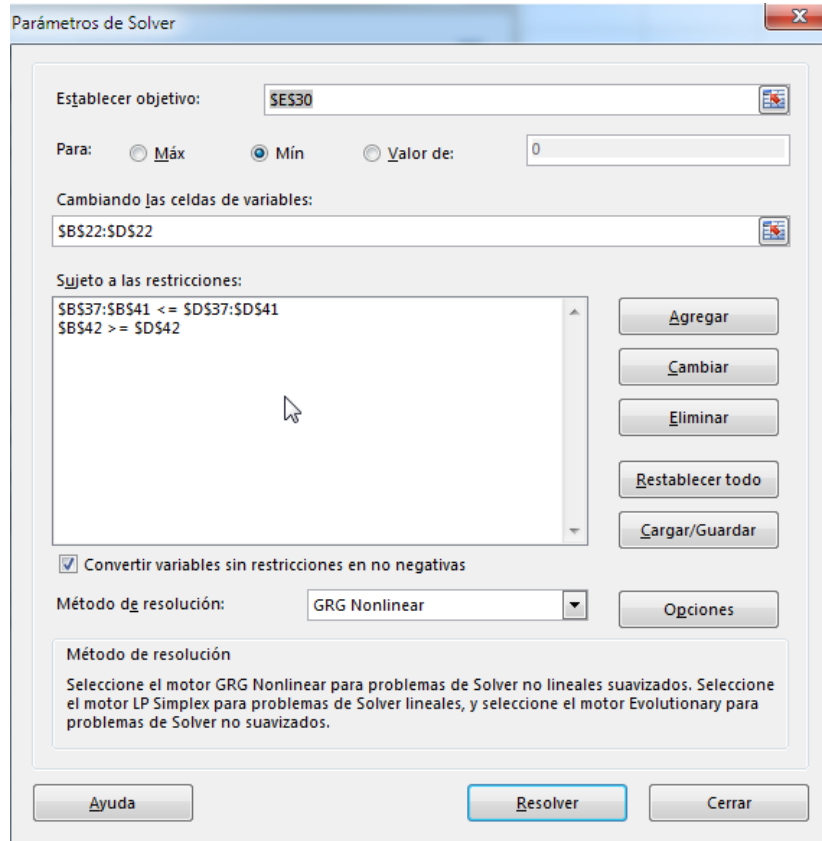 Parámetros de Solver
Establecer objetivo: $E$30
Para: Máx Mín Valor de: 0
Cambiando las celdas de variables:
$B$22:$D$22
Sujeto a las restricciones:
$B$37:$B$41 <= $D$37:$D$41
$B$42 >= $D$42
Agregar
Cambiar
Eliminar
Restablecer todo
Cargar/Guardar
Convertir variables sin restricciones en no negativas
Método de resolución: GRG Nonlinear Opciones
Método de resolución
Seleccione el motor GRG Nonlinear para problemas de Solver no lineales suavizados. Seleccione
el motor LP Simplex para problemas de Solver lineales, y seleccione el motor Evolutionary para
problemas de Solver no suavizados.
Ayuda Resolver Cerrar